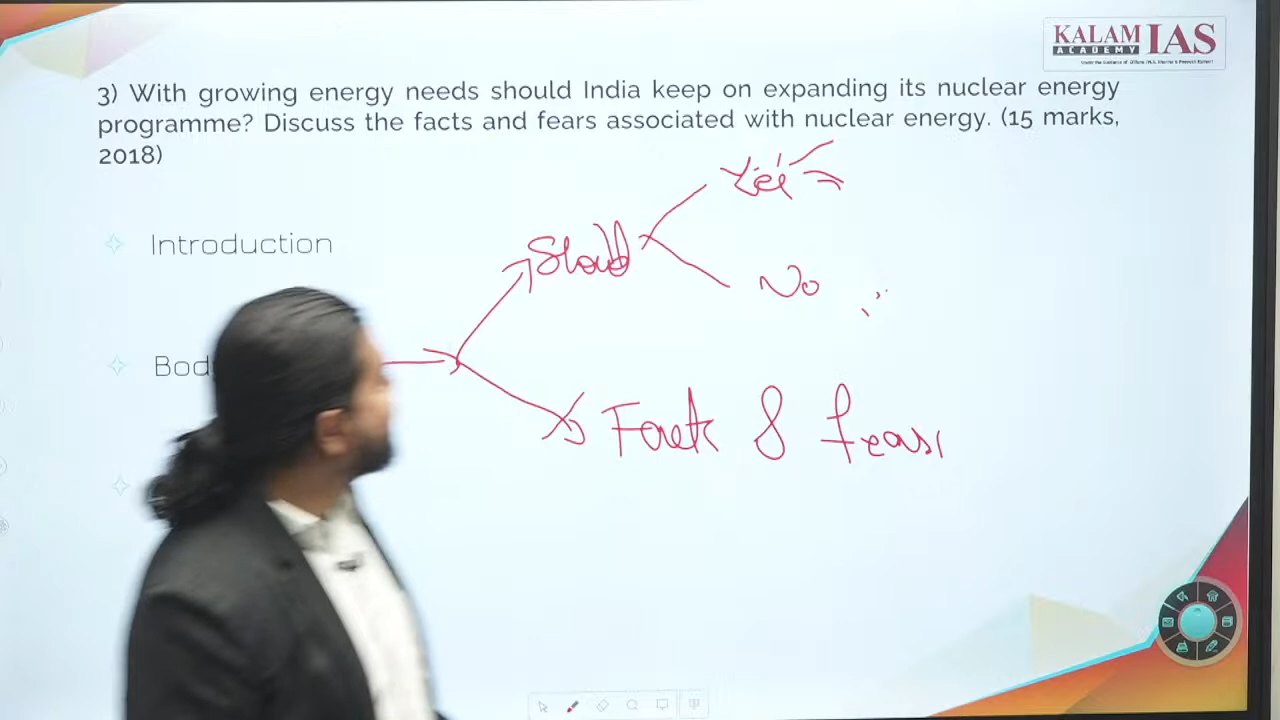 KALAM IAS
ACADEMY
3) With growing energy needs should India keep on expanding its nuclear energy
programme? Discuss the facts and fears associated with nuclear energy. (15 marks,
2018)
Yes
Introduction
Should
No
Bod
Facts & fears